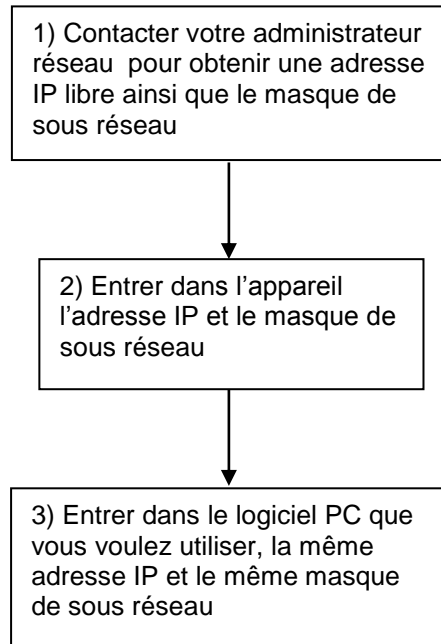 1) Contacter votre administrateur
réseau pour obtenir une adresse
IP libre ainsi que le masque de
sous réseau
2) Entrer dans l’appareil
l’adresse IP et le masque de
sous réseau
3) Entrer dans le logiciel PC que
vous voulez utiliser, la même
adresse IP et le même masque
de sous réseau